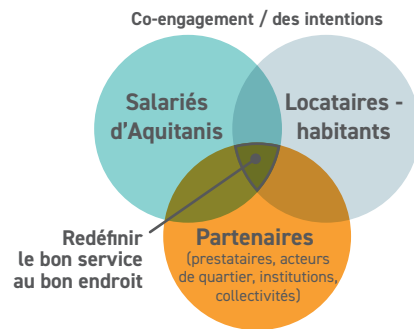 Co-engagement / des intentions
Salariés
d'Aquitanis
Locataires -
habitants
Redéfinir
le bon service
au bon endroit
Partenaires
(prestataires, acteurs
de quartier, institutions,
collectivités)